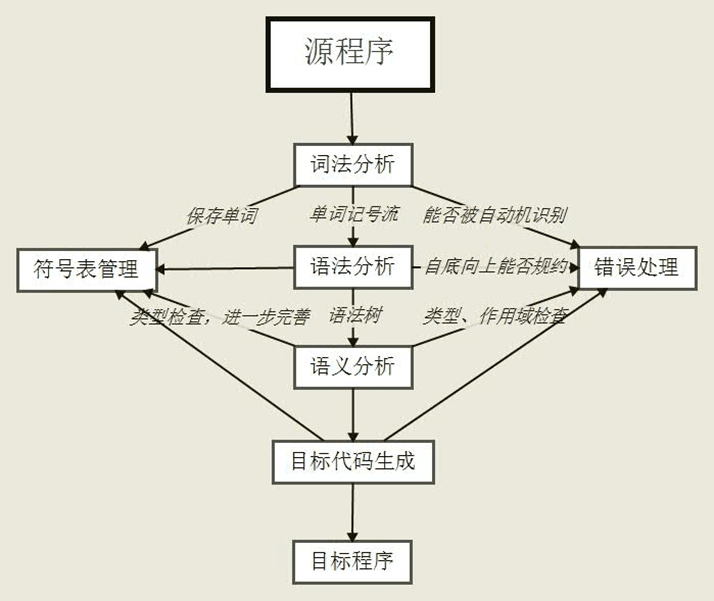 源程序
词法分析
保存单词
单词记号流
能否被自动机识别
符号表管理
语法分析
自底向上能否规约
错误处理
类型检查，进一步完善
语法树
类型、作用域检查
语义分析
目标代码生成
目标程序